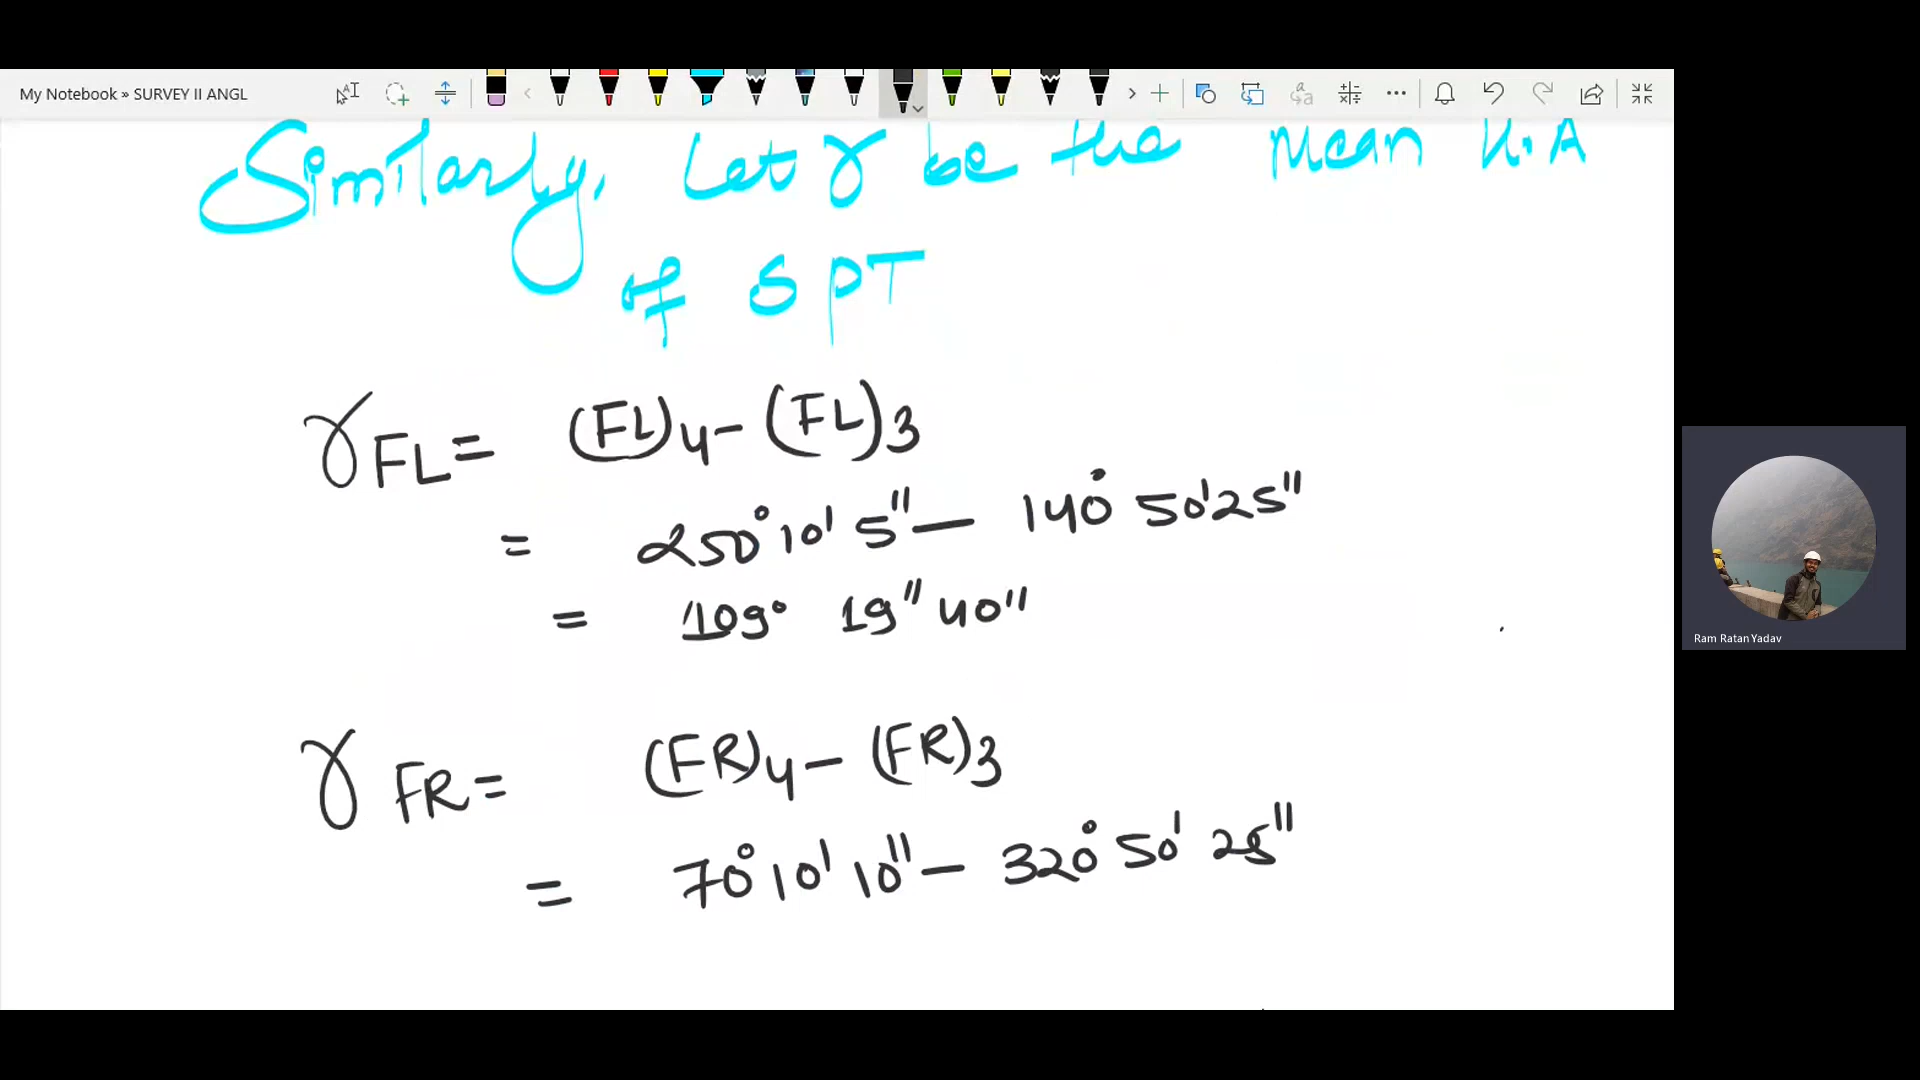 My Notebook » SURVEY II ANGL
Similarly, Let γ be the Mean H.A
of SPT
γ FL = (FL)4 - (FL)3
= 250° 10' 5" - 140° 50' 25"
= 109° 19" 40"
γ FR = (FR)4 - (FR)3
= 70° 10' 10" - 320° 50' 25"
Ram Ratan Yadav